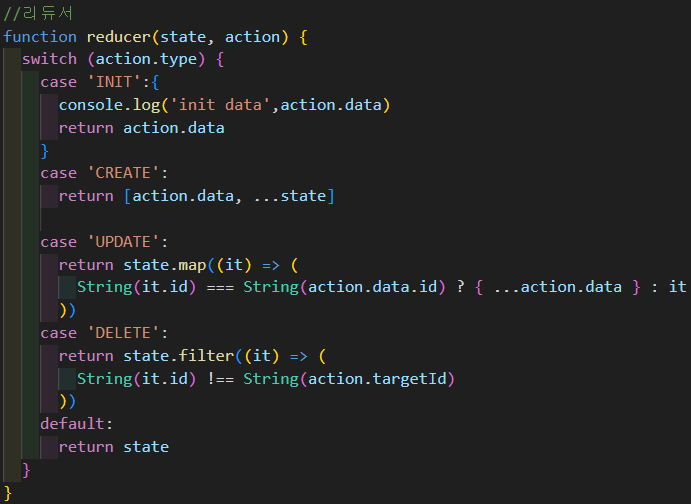 //리듀서
function reducer(state, action) {
switch (action.type) {
case 'INIT':{
console.log('init data',action.data)
return action.data
}
case 'CREATE':
return [action.data, ...state]
case 'UPDATE':
return state.map((it) => (
String(it.id) === String(action.data.id) ? { ...action.data } : it
))
case 'DELETE':
return state.filter((it) => (
String(it.id) !== String(action.targetId)
))
default:
return state
}
}